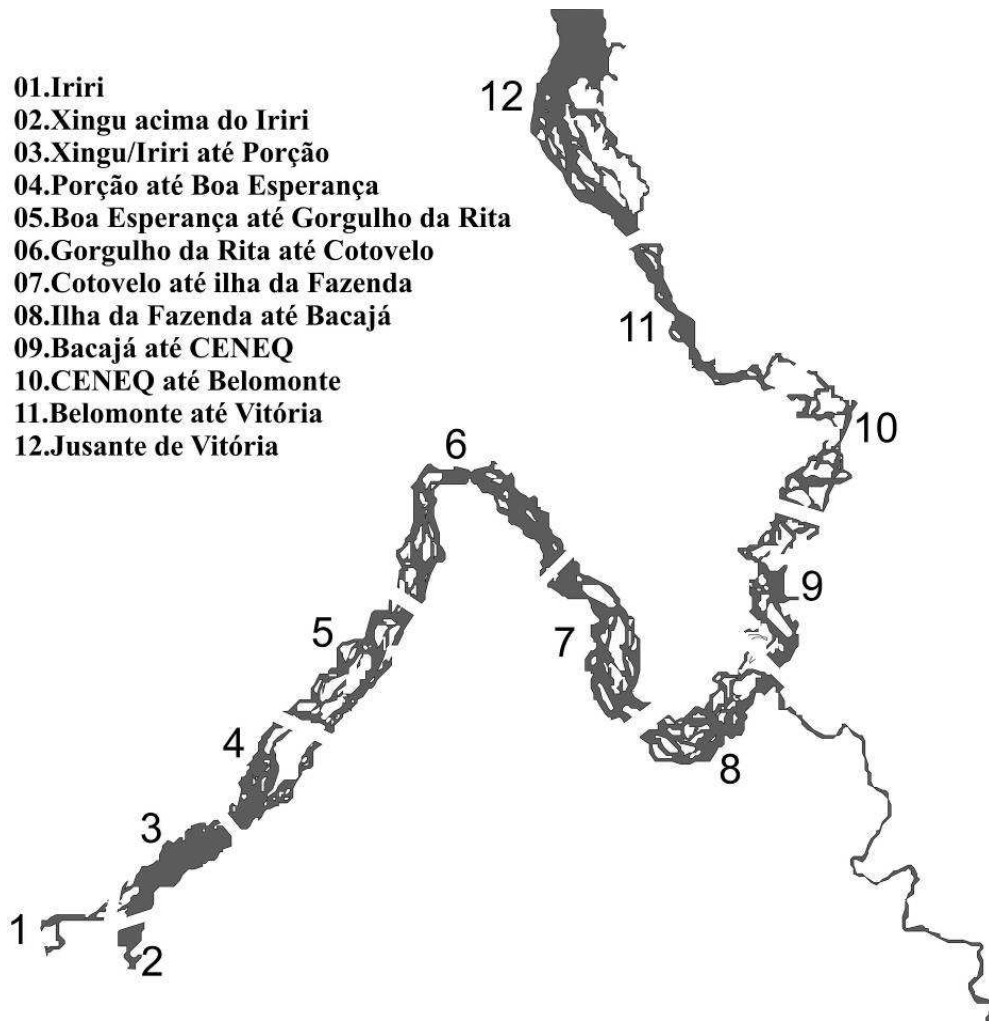 01.Iriri
02.Xingu acima do Iriri
03.Xingu/Iriri até Porção
04.Porção até Boa Esperança
05.Boa Esperança até Gorgulho da Rita
06.Gorgulho da Rita até Cotovelo
07.Cotovelo até ilha da Fazenda
08.Ilha da Fazenda até Bacajá
09.Bacajá até CENEQ
10.CENEQ até Belomonte
11.Belomonte até Vitória
12.Jusante de Vitória
12
11
10
6
9
5
7
4
8
3
1
2